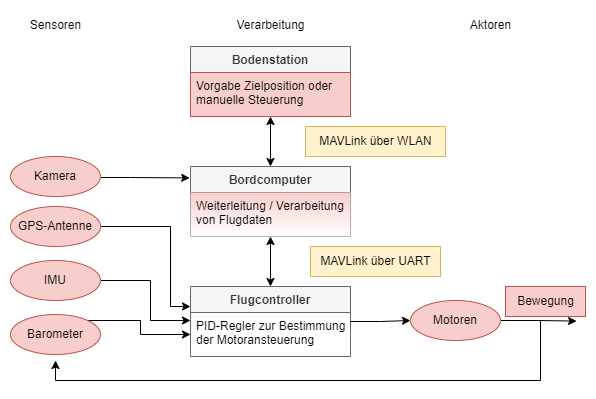 Sensoren
Verarbeitung
Aktoren
Bodenstation
Vorgabe Zielposition oder
manuelle Steuerung
MAVLink über WLAN
Kamera
Bordcomputer
Weiterleitung / Verarbeitung
von Flugdaten
GPS-Antenne
MAVLink über UART
IMU
Flugcontroller
PID-Regler zur Bestimmung
der Motoransteuerung
Barometer
Motoren
Bewegung